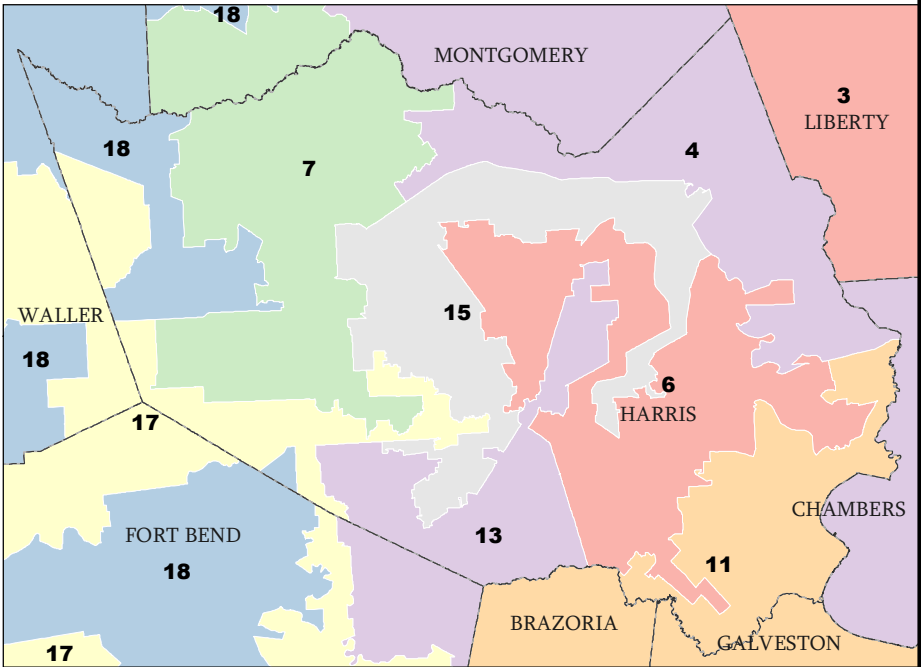 18
MONTGOMERY
3
LIBERTY
18
4
7
15
WALLER
18
6
HARRIS
17
CHAMBERS
FORT BEND
13
18
11
BRAZORIA
GALVESTON
17